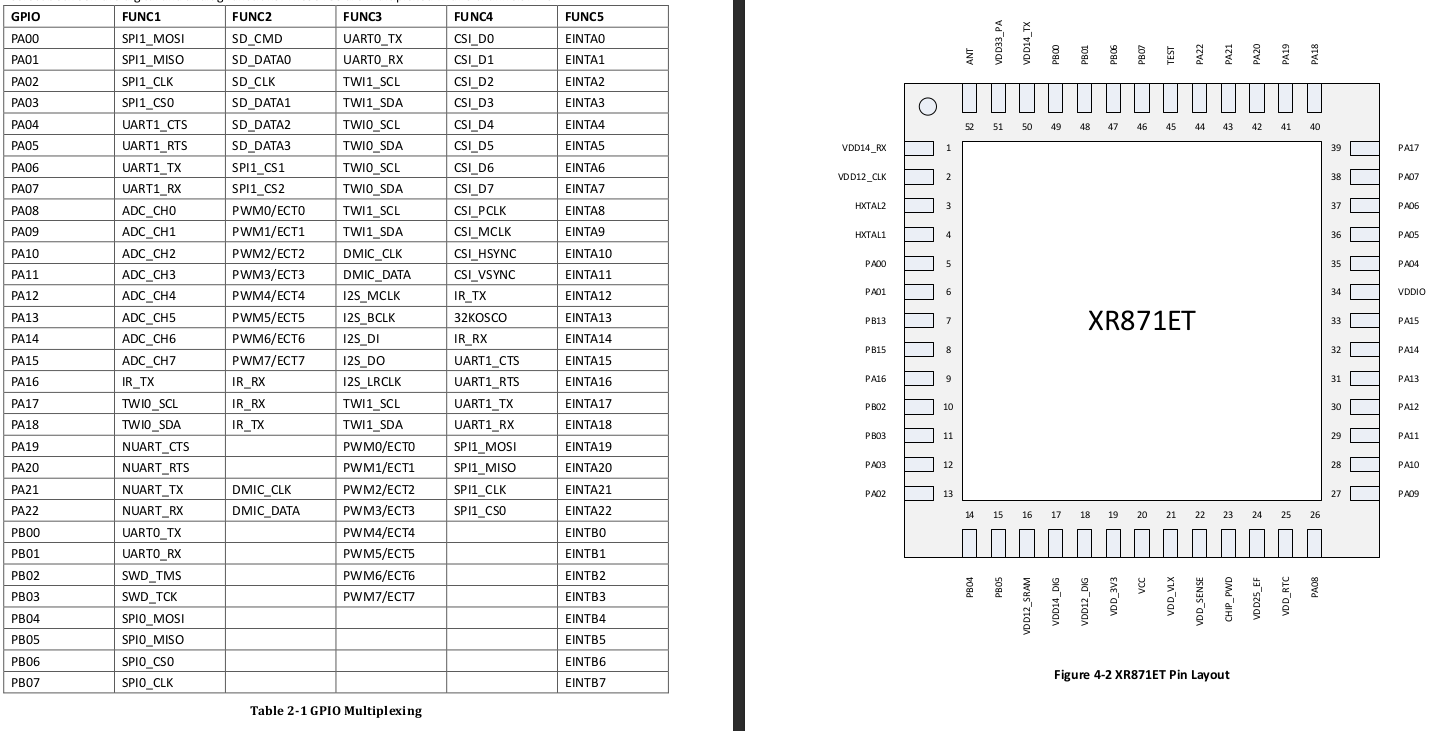 GPIO FUNC1 FUNC2 FUNC3 FUNC4 FUNC5
PA00 SPI1_MOSI SD_CMD UART0_TX CSI_D0 EINTA0
PA01 SPI1_MISO SD_DATA0 UART0_RX CSI_D1 EINTA1
PA02 SPI1_CLK SD_CLK TWI1_SCL CSI_D2 EINTA2
PA03 SPI1_CS0 SD_DATA1 TWI1_SDA CSI_D3 EINTA3
PA04 UART1_CTS SD_DATA2 TWI0_SCL CSI_D4 EINTA4
PA05 UART1_RTS SD_DATA3 TWI0_SDA CSI_D5 EINTA5
PA06 UART1_TX SPI1_CS1 TWI0_SCL CSI_D6 EINTA6
PA07 UART1_RX SPI1_CS2 TWI0_SDA CSI_D7 EINTA7
PA08 ADC_CH0 PWM0/ECT0 TWI1_SCL CSI_PCLK EINTA8
PA09 ADC_CH1 PWM1/ECT1 TWI1_SDA CSI_MCLK EINTA9
PA10 ADC_CH2 PWM2/ECT2 DMIC_CLK CSI_HSYNC EINTA10
PA11 ADC_CH3 PWM3/ECT3 DMIC_DATA CSI_VSYNC EINTA11
PA12 ADC_CH4 PWM4/ECT4 I2S_MCLK IR_TX EINTA12
PA13 ADC_CH5 PWM5/ECT5 I2S_BCLK 32KOSCO EINTA13
PA14 ADC_CH6 PWM6/ECT6 I2S_DI IR_RX EINTA14
PA15 ADC_CH7 PWM7/ECT7 I2S_DO UART1_CTS EINTA15
PA16 IR_TX IR_RX I2S_LRCLK UART1_RTS EINTA16
PA17 TWI0_SCL IR_RX TWI1_SCL UART1_TX EINTA17
PA18 TWI0_SDA IR_TX TWI1_SDA UART1_RX EINTA18
PA19 NUART_CTS PWM0/ECT0 SPI1_MOSI EINTA19
PA20 NUART_RTS PWM1/ECT1 SPI1_MISO EINTA20
PA21 NUART_TX DMIC_CLK PWM2/ECT2 SPI1_CLK EINTA21
PA22 NUART_RX DMIC_DATA PWM3/ECT3 SPI1_CS0 EINTA22
PB00 UART0_TX PWM4/ECT4 EINTB0
PB01 UART0_RX PWM5/ECT5 EINTB1
PB02 SWD_TMS PWM6/ECT6 EINTB2
PB03 SWD_TCK PWM7/ECT7 EINTB3
PB04 SPI0_MOSI EINTB4
PB05 SPI0_MISO EINTB5
PB06 SPI0_CS0 EINTB6
PB07 SPI0_CLK EINTB7
Table 2-1 GPIO Multiplexing
ANT VDD33_PA VDD14_TX PB00 PB01 PB06 PB07 TEST PA22 PA21 PA20 PA19 PA18
52 51 50 49 48 47 46 45 44 43 42 41 40
VDD14_RX 1 39 PA17
VDD12_CLK 2 38 PA07
HXTAL2 3 37 PA06
HXTAL1 4 36 PA05
PA00 5 35 PA04
PA01 6 34 VDDIO
PB13 7 33 PA15
XR871ET
PB15 8 32 PA14
PA16 9 31 PA13
PB02 10 30 PA12
PB03 11 29 PA11
PA03 12 28 PA10
PA02 13 27 PA09
14 15 16 17 18 19 20 21 22 23 24 25 26
PB04 PB05 VDD12_SRAM VDD14_DIG VDD12_DIG VDD_3V3 VCC VDD_VLX VDD_SENSE CHIP_PWD VDD25_EF VDD_RTC PA08
Figure 4-2 XR871ET Pin Layout